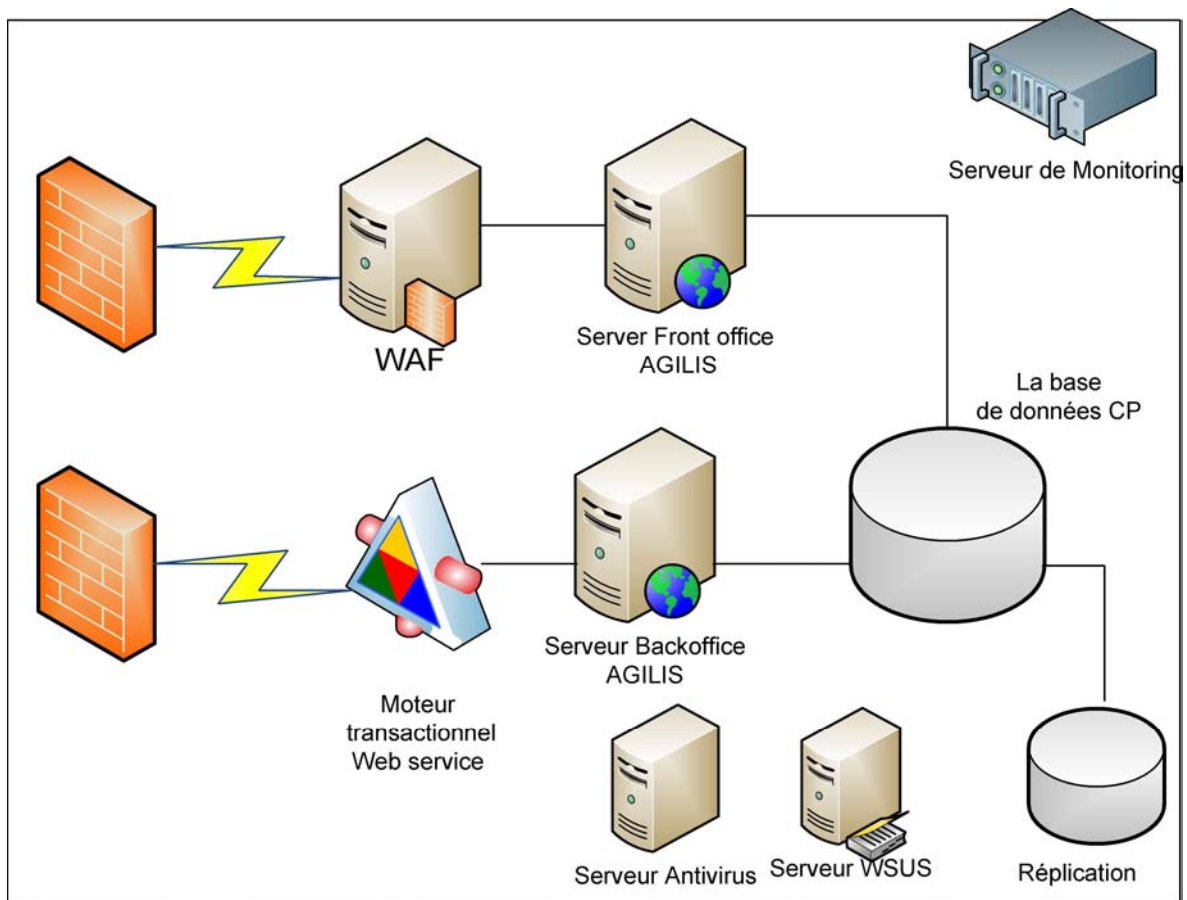 Serveur de Monitoring
WAF
Server Front office
AGILIS
La base
de données CP
Moteur
transactionnel
Web service
Serveur Backoffice
AGILIS
Serveur Antivirus
Serveur WSUS
Réplication